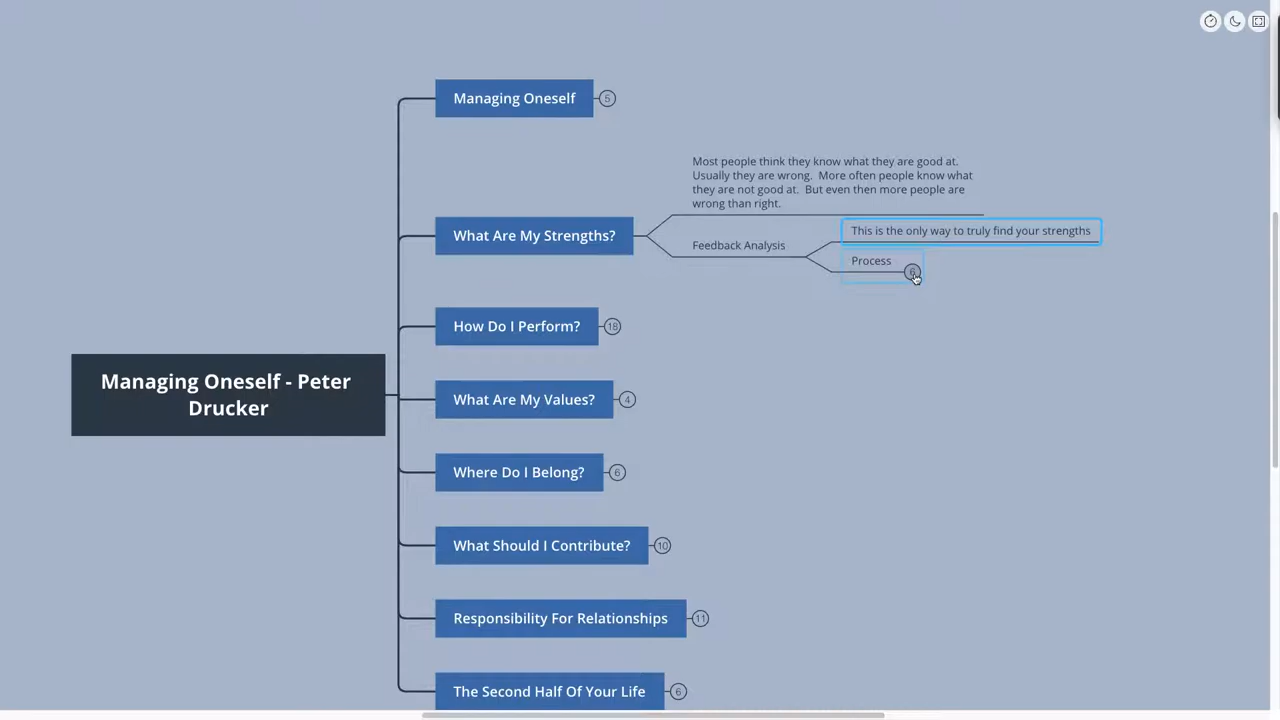 Managing Oneself
5
Most people think they know what they are good at.
Usually they are wrong.  More often people know what
they are not good at.  But even then more people are
wrong than right.
What Are My Strengths?
This is the only way to truly find your strengths
Feedback Analysis
Process
6
How Do I Perform?
18
Managing Oneself - Peter
Drucker
What Are My Values?
4
Where Do I Belong?
6
What Should I Contribute?
10
Responsibility For Relationships
11
The Second Half Of Your Life
6